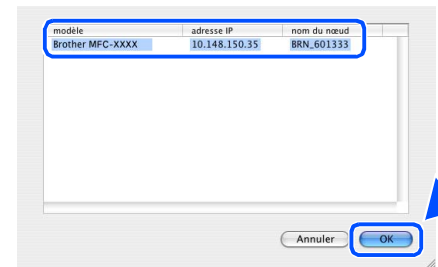 modèle adresse IP nom du nœud
Brother MFC-XXXX 10.148.150.35 BRN_601333
Annuler OK